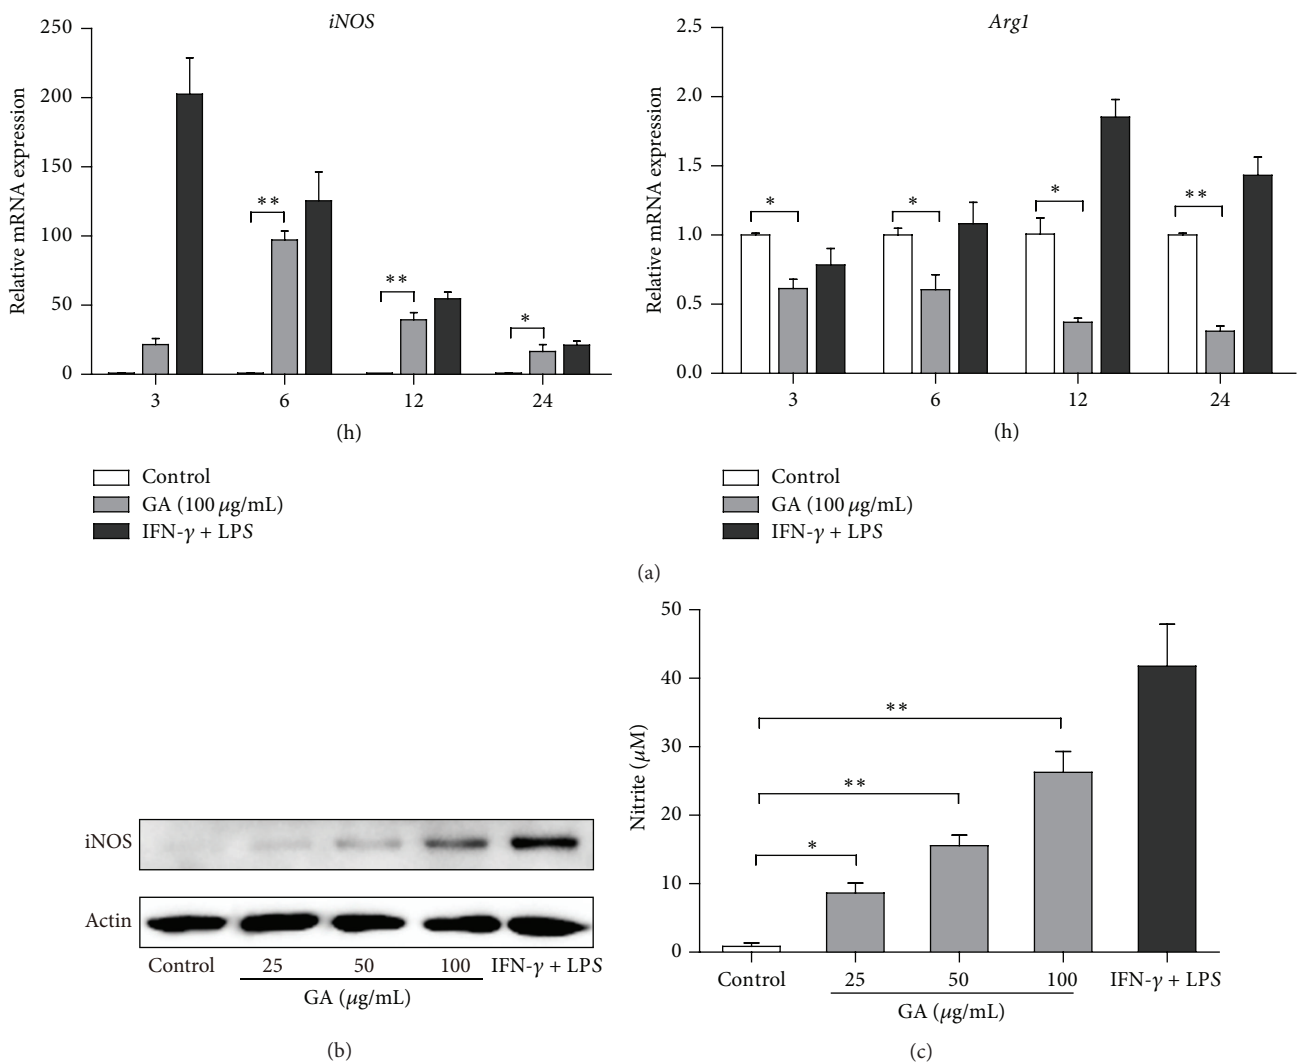 iNOS
Relative mRNA expression
250
200
150
100
50
0
**
**
*
3 6 12 24
(h)
Control
GA (100 μg/mL)
IFN-γ + LPS
Arg1
Relative mRNA expression
2.5
2.0
1.5
1.0
0.5
0.0
*
*
*
**
3 6 12 24
(h)
Control
GA (100 μg/mL)
IFN-γ + LPS
(a)
iNOS
Actin
Control 25 50 100 IFN-γ + LPS
GA (μg/mL)
(b)
Nitrite (μM)
50
40
30
20
10
0
**
**
*
Control 25 50 100 IFN-γ + LPS
GA (μg/mL)
(c)